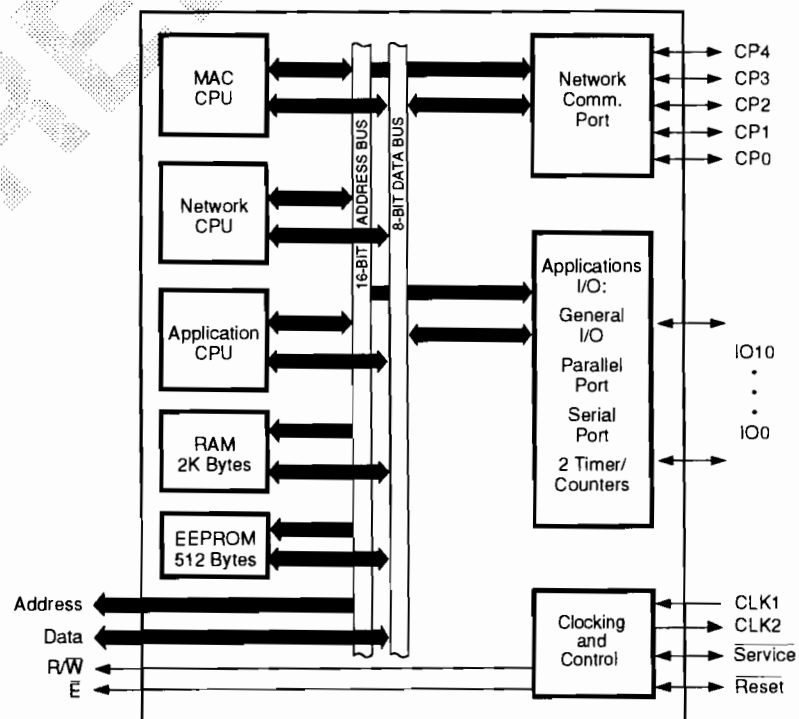 MAC
CPU
Network
CPU
Application
CPU
RAM
2K Bytes
EEPROM
512 Bytes
16-BIT ADDRESS BUS
8-BIT DATA BUS
Network
Comm.
Port
CP4
CP3
CP2
CP1
CP0
Applications
I/O:
General
I/O
Parallel
Port
Serial
Port
2 Timer/
Counters
IO10
IO0
Clocking
and
Control
CLK1
CLK2
Service
Reset
Address
Data
R/W
E